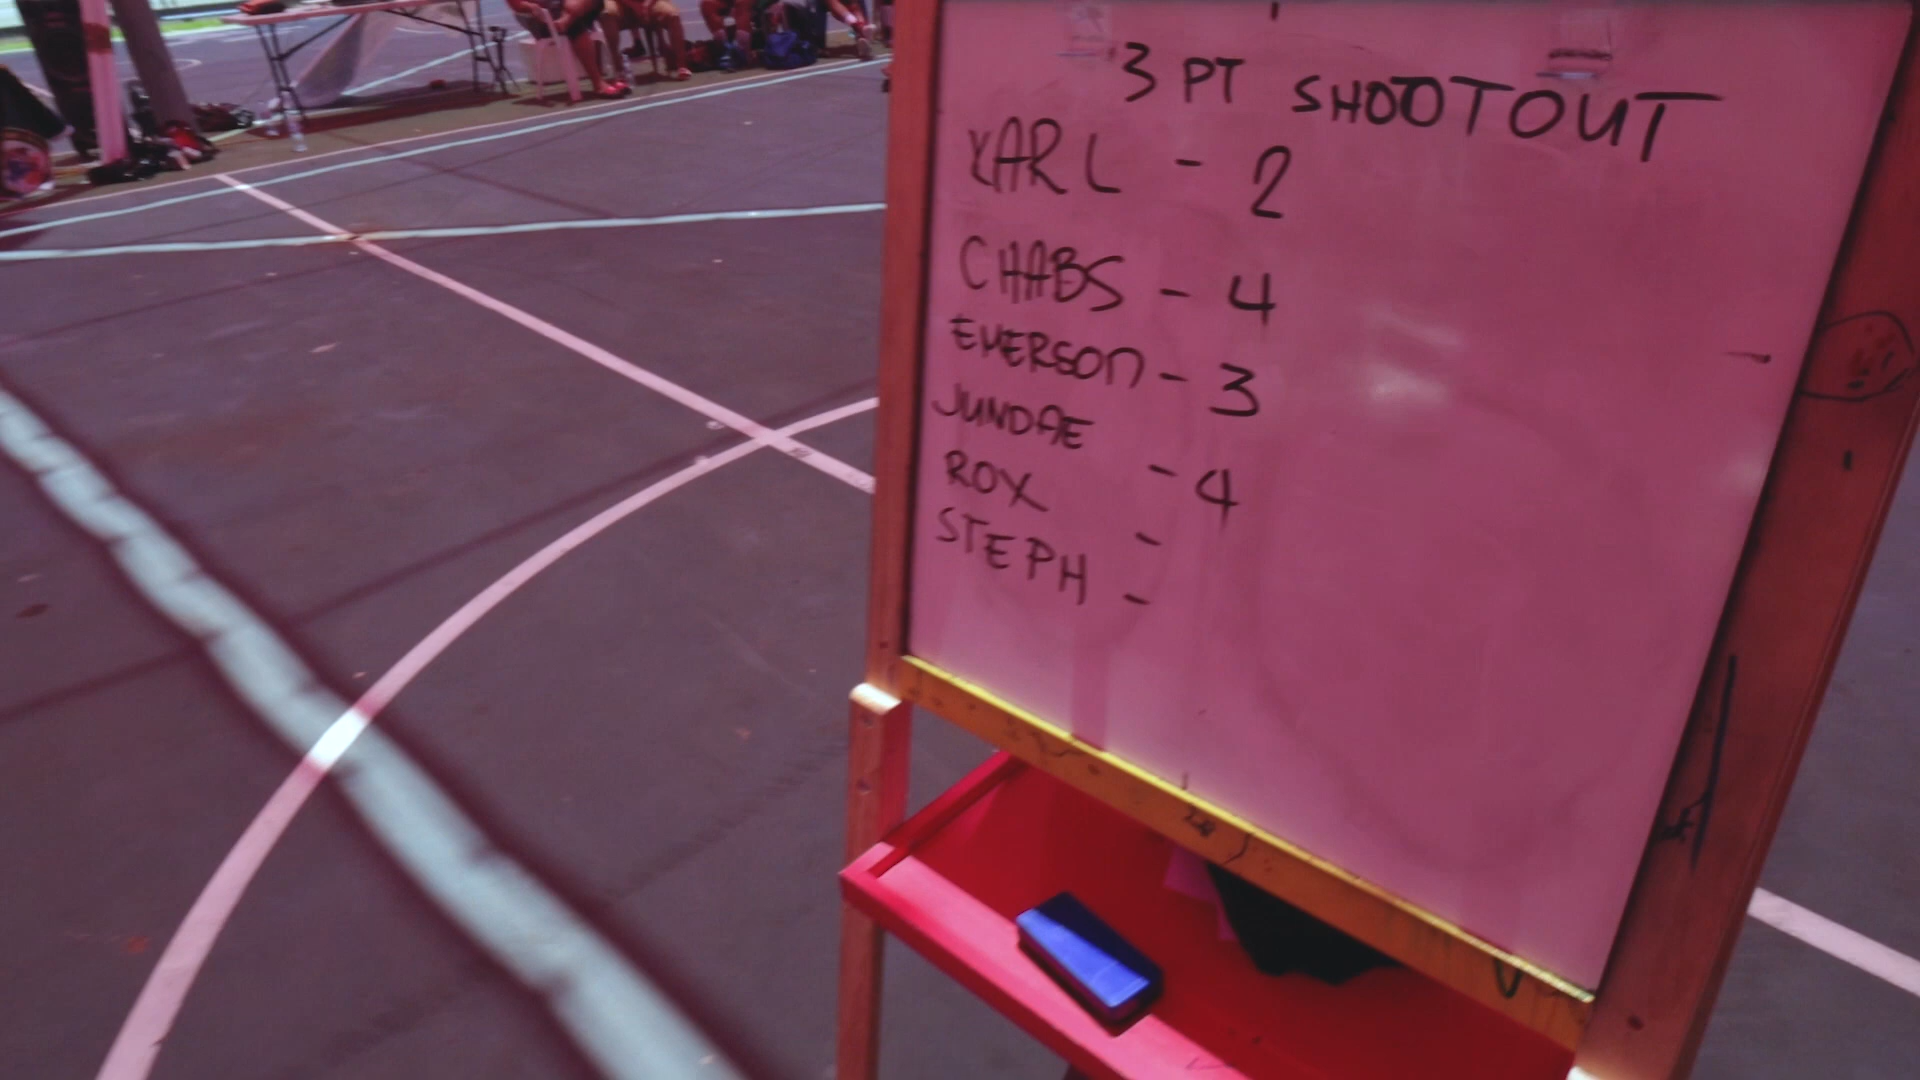 3 PT SHOOTOUT
KARL - 2
CHABS - 4
EMERSON - 3
JUNDAE - 4
ROX -
STEPH -